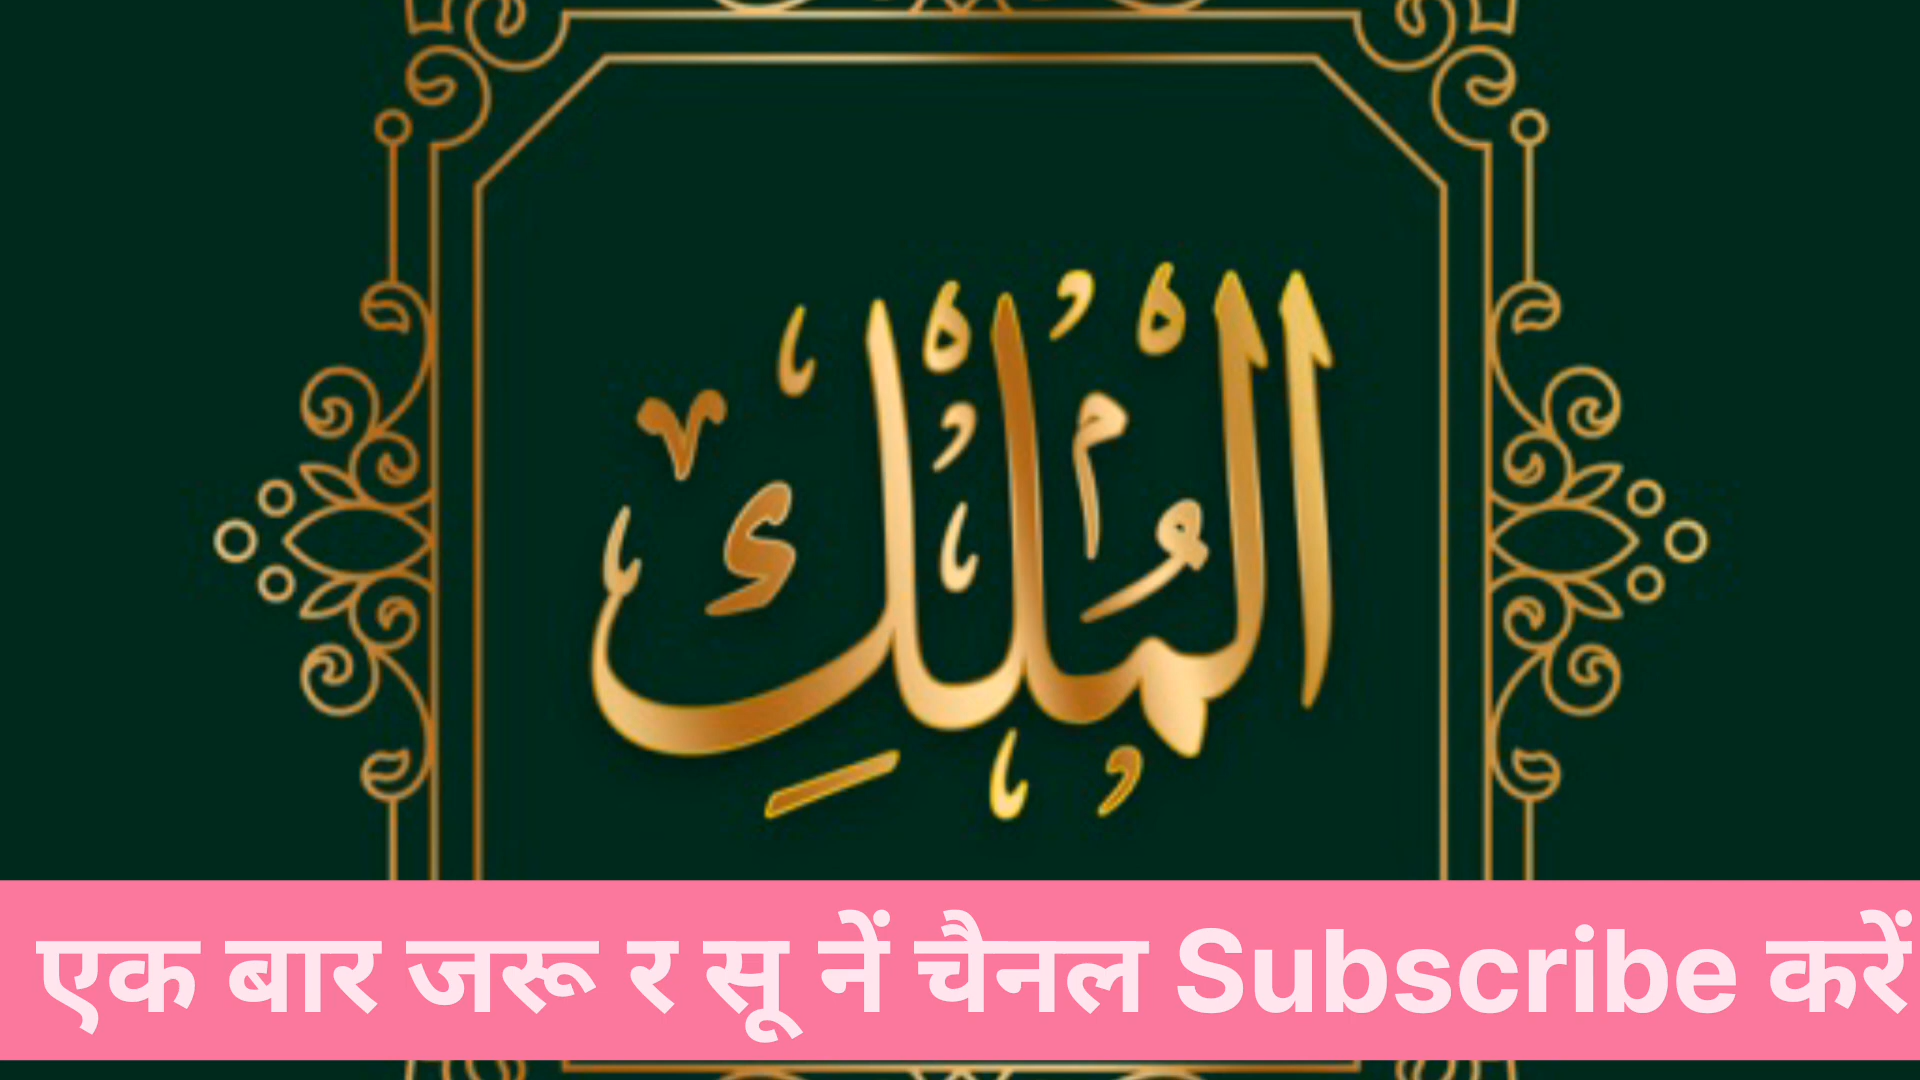 الْمُلْكِ
एक बार जरू र सू नें चैनल Subscribe करें